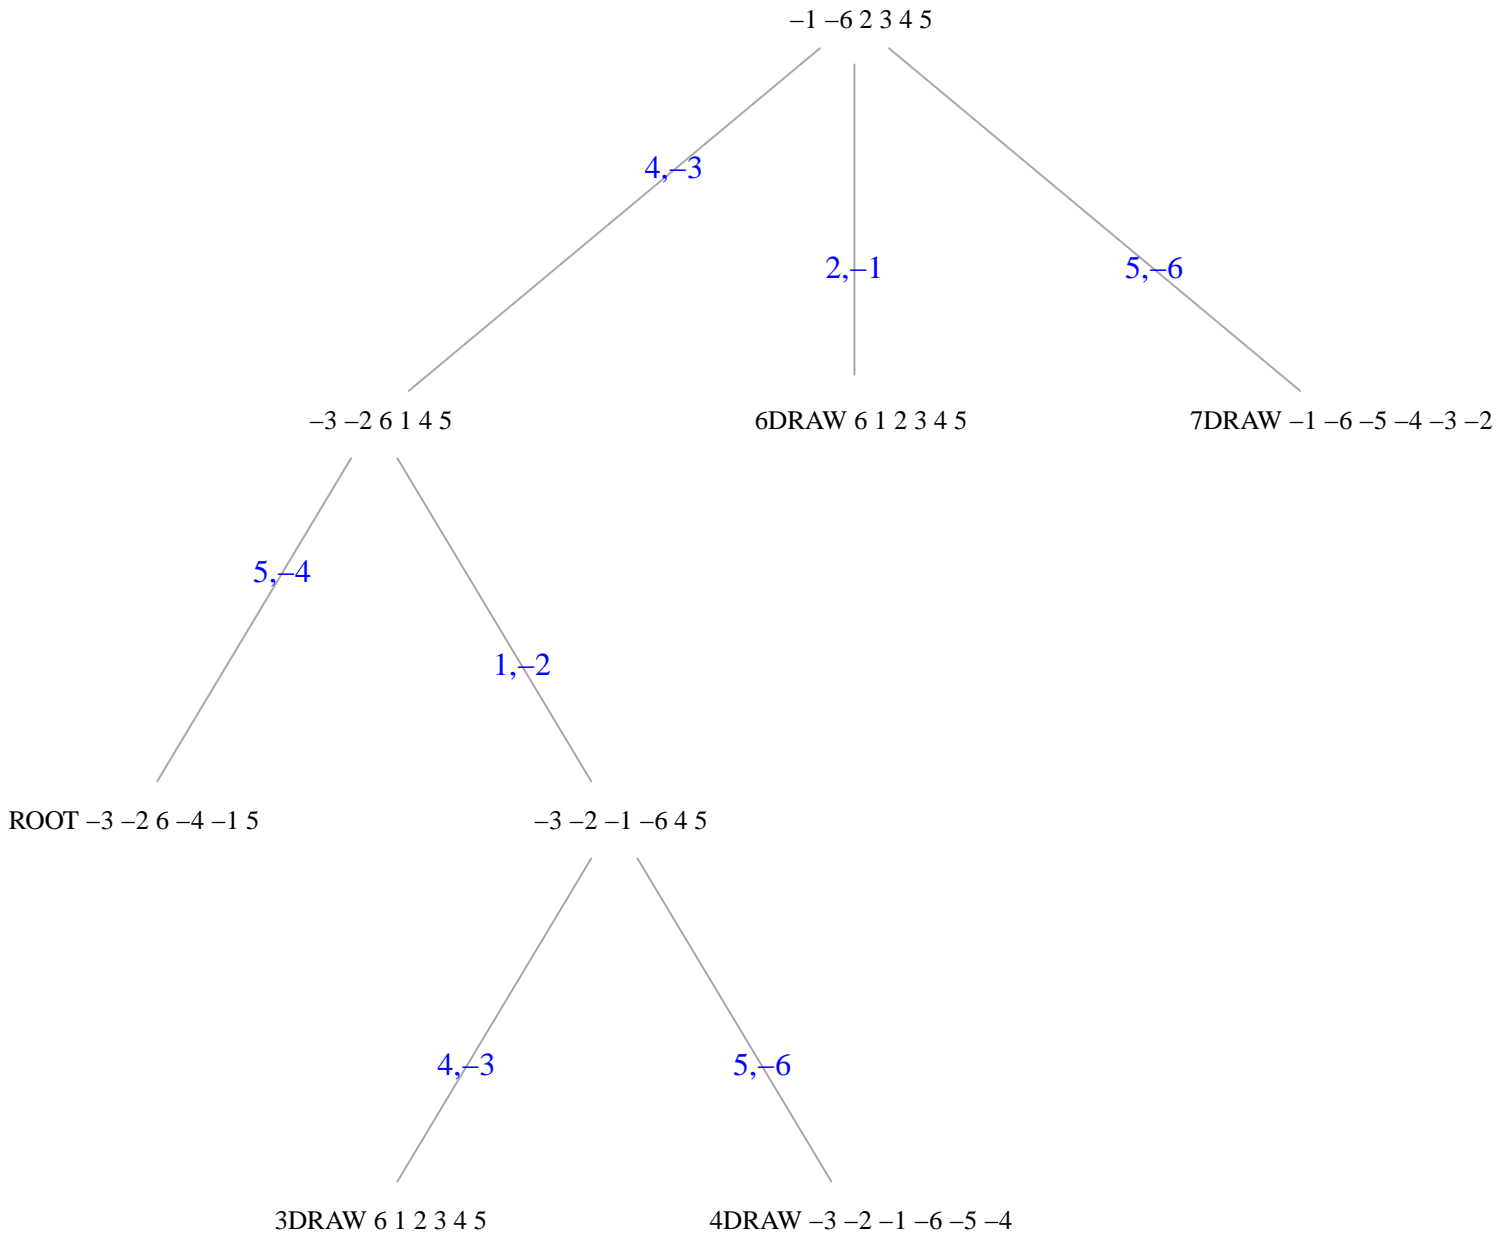 –1 –6 2 3 4 5
4,–3
2,–1
5,–6
–3 –2 6 1 4 5
6DRAW 6 1 2 3 4 5
7DRAW –1 –6 –5 –4 –3 –2
5,–4
1,–2
ROOT –3 –2 6 –4 –1 5
–3 –2 –1 –6 4 5
4,–3
5,–6
3DRAW 6 1 2 3 4 5
4DRAW –3 –2 –1 –6 –5 –4